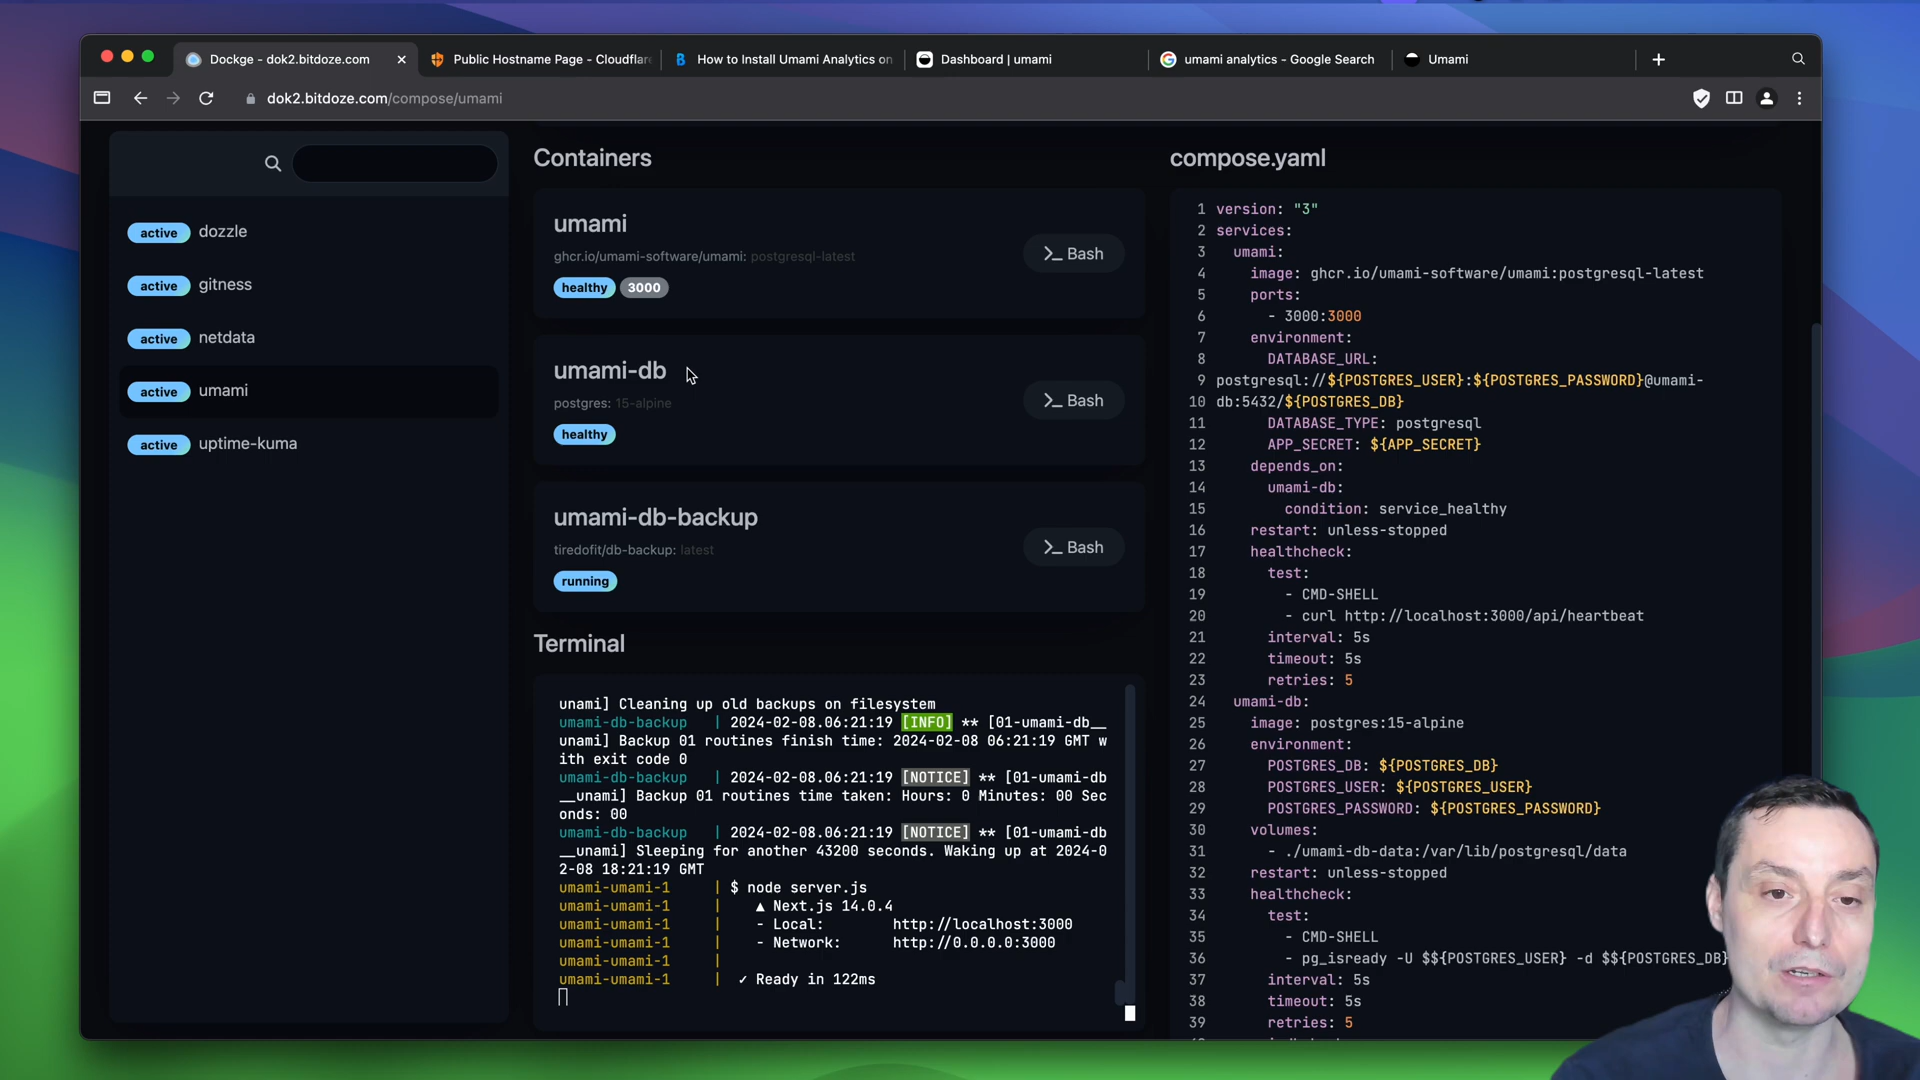 Dockge - dok2.bitdoze.com
Public Hostname Page - Cloudflar
How to Install Umami Analytics on
Dashboard | umami
umami analytics - Google Search
Umami
dok2.bitdoze.com/compose/umami
active dozzle
active gitness
active netdata
active umami
active uptime-kuma
Containers
umami
ghcr.io/umami-software/umami: postgresql-latest
healthy 3000
>_ Bash
umami-db
postgres: 15-alpine
healthy
>_ Bash
umami-db-backup
tiredofit/db-backup: latest
running
>_ Bash
Terminal
unami] Cleaning up old backups on filesystem
umami-db-backup | 2024-02-08.06:21:19 [INFO] ** [01-umami-db__
unami] Backup 01 routines finish time: 2024-02-08 06:21:19 GMT w
ith exit code 0
umami-db-backup | 2024-02-08.06:21:19 [NOTICE] ** [01-umami-db
__unami] Backup 01 routines time taken: Hours: 0 Minutes: 00 Sec
onds: 00
umami-db-backup | 2024-02-08.06:21:19 [NOTICE] ** [01-umami-db
__unami] Sleeping for another 43200 seconds. Waking up at 2024-0
2-08 18:21:19 GMT
umami-umami-1 | $ node server.js
umami-umami-1 | ▲ Next.js 14.0.4
umami-umami-1 | - Local: http://localhost:3000
umami-umami-1 | - Network: http://0.0.0.0:3000
umami-umami-1 |
umami-umami-1 | ✓ Ready in 122ms
compose.yaml
1 version: "3"
2 services:
3 umami:
4 image: ghcr.io/umami-software/umami:postgresql-latest
5 ports:
6 - 3000:3000
7 environment:
8 DATABASE_URL:
9 postgresql://${POSTGRES_USER}:${POSTGRES_PASSWORD}@umami-
10 db:5432/${POSTGRES_DB}
11 DATABASE_TYPE: postgresql
12 APP_SECRET: ${APP_SECRET}
13 depends_on:
14 umami-db:
15 condition: service_healthy
16 restart: unless-stopped
17 healthcheck:
18 test:
19 - CMD-SHELL
20 - curl http://localhost:3000/api/heartbeat
21 interval: 5s
22 timeout: 5s
23 retries: 5
24 umami-db:
25 image: postgres:15-alpine
26 environment:
27 POSTGRES_DB: ${POSTGRES_DB}
28 POSTGRES_USER: ${POSTGRES_USER}
29 POSTGRES_PASSWORD: ${POSTGRES_PASSWORD}
30 volumes:
31 - ./umami-db-data:/var/lib/postgresql/data
32 restart: unless-stopped
33 healthcheck:
34 test:
35 - CMD-SHELL
36 - pg_isready -U $${POSTGRES_USER} -d $${POSTGRES_DB}
37 interval: 5s
38 timeout: 5s
39 retries: 5